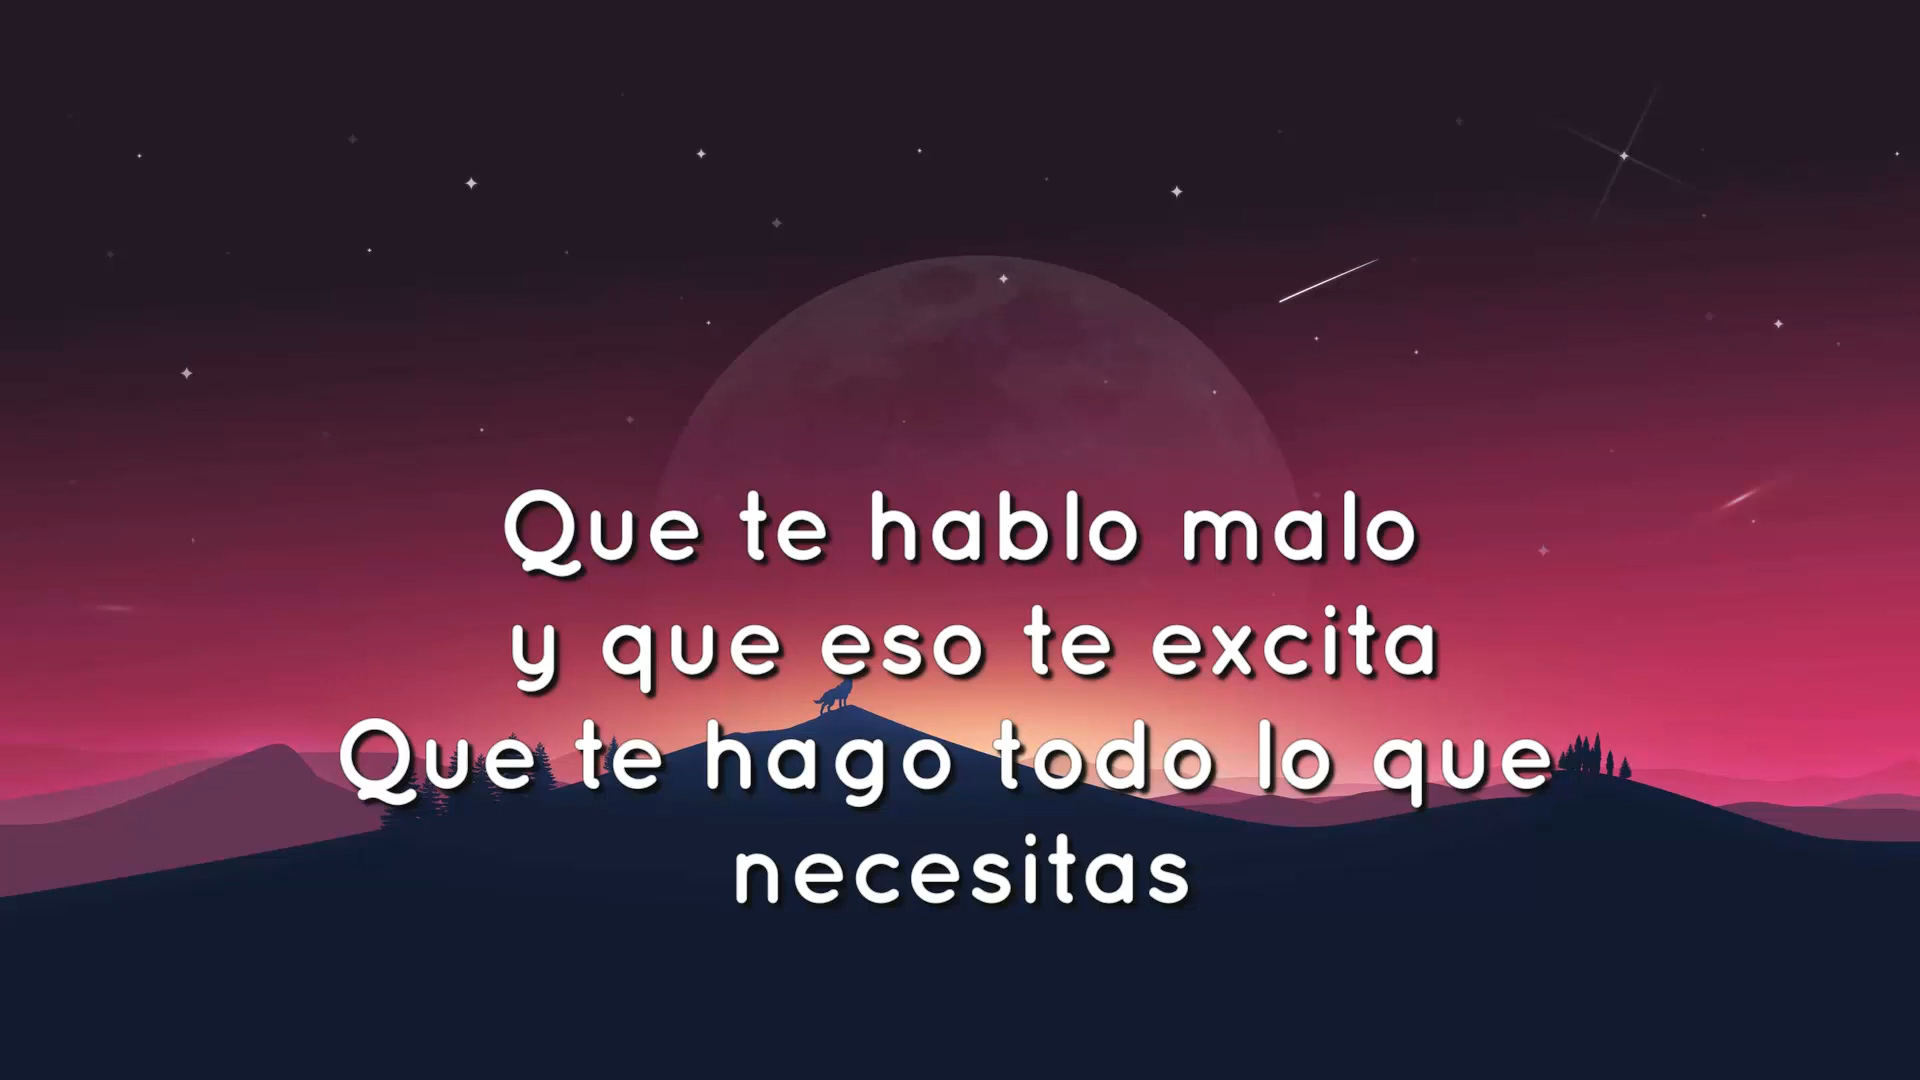 Que te hablo malo
y que eso te excita
Que te hago todo lo que
necesitas